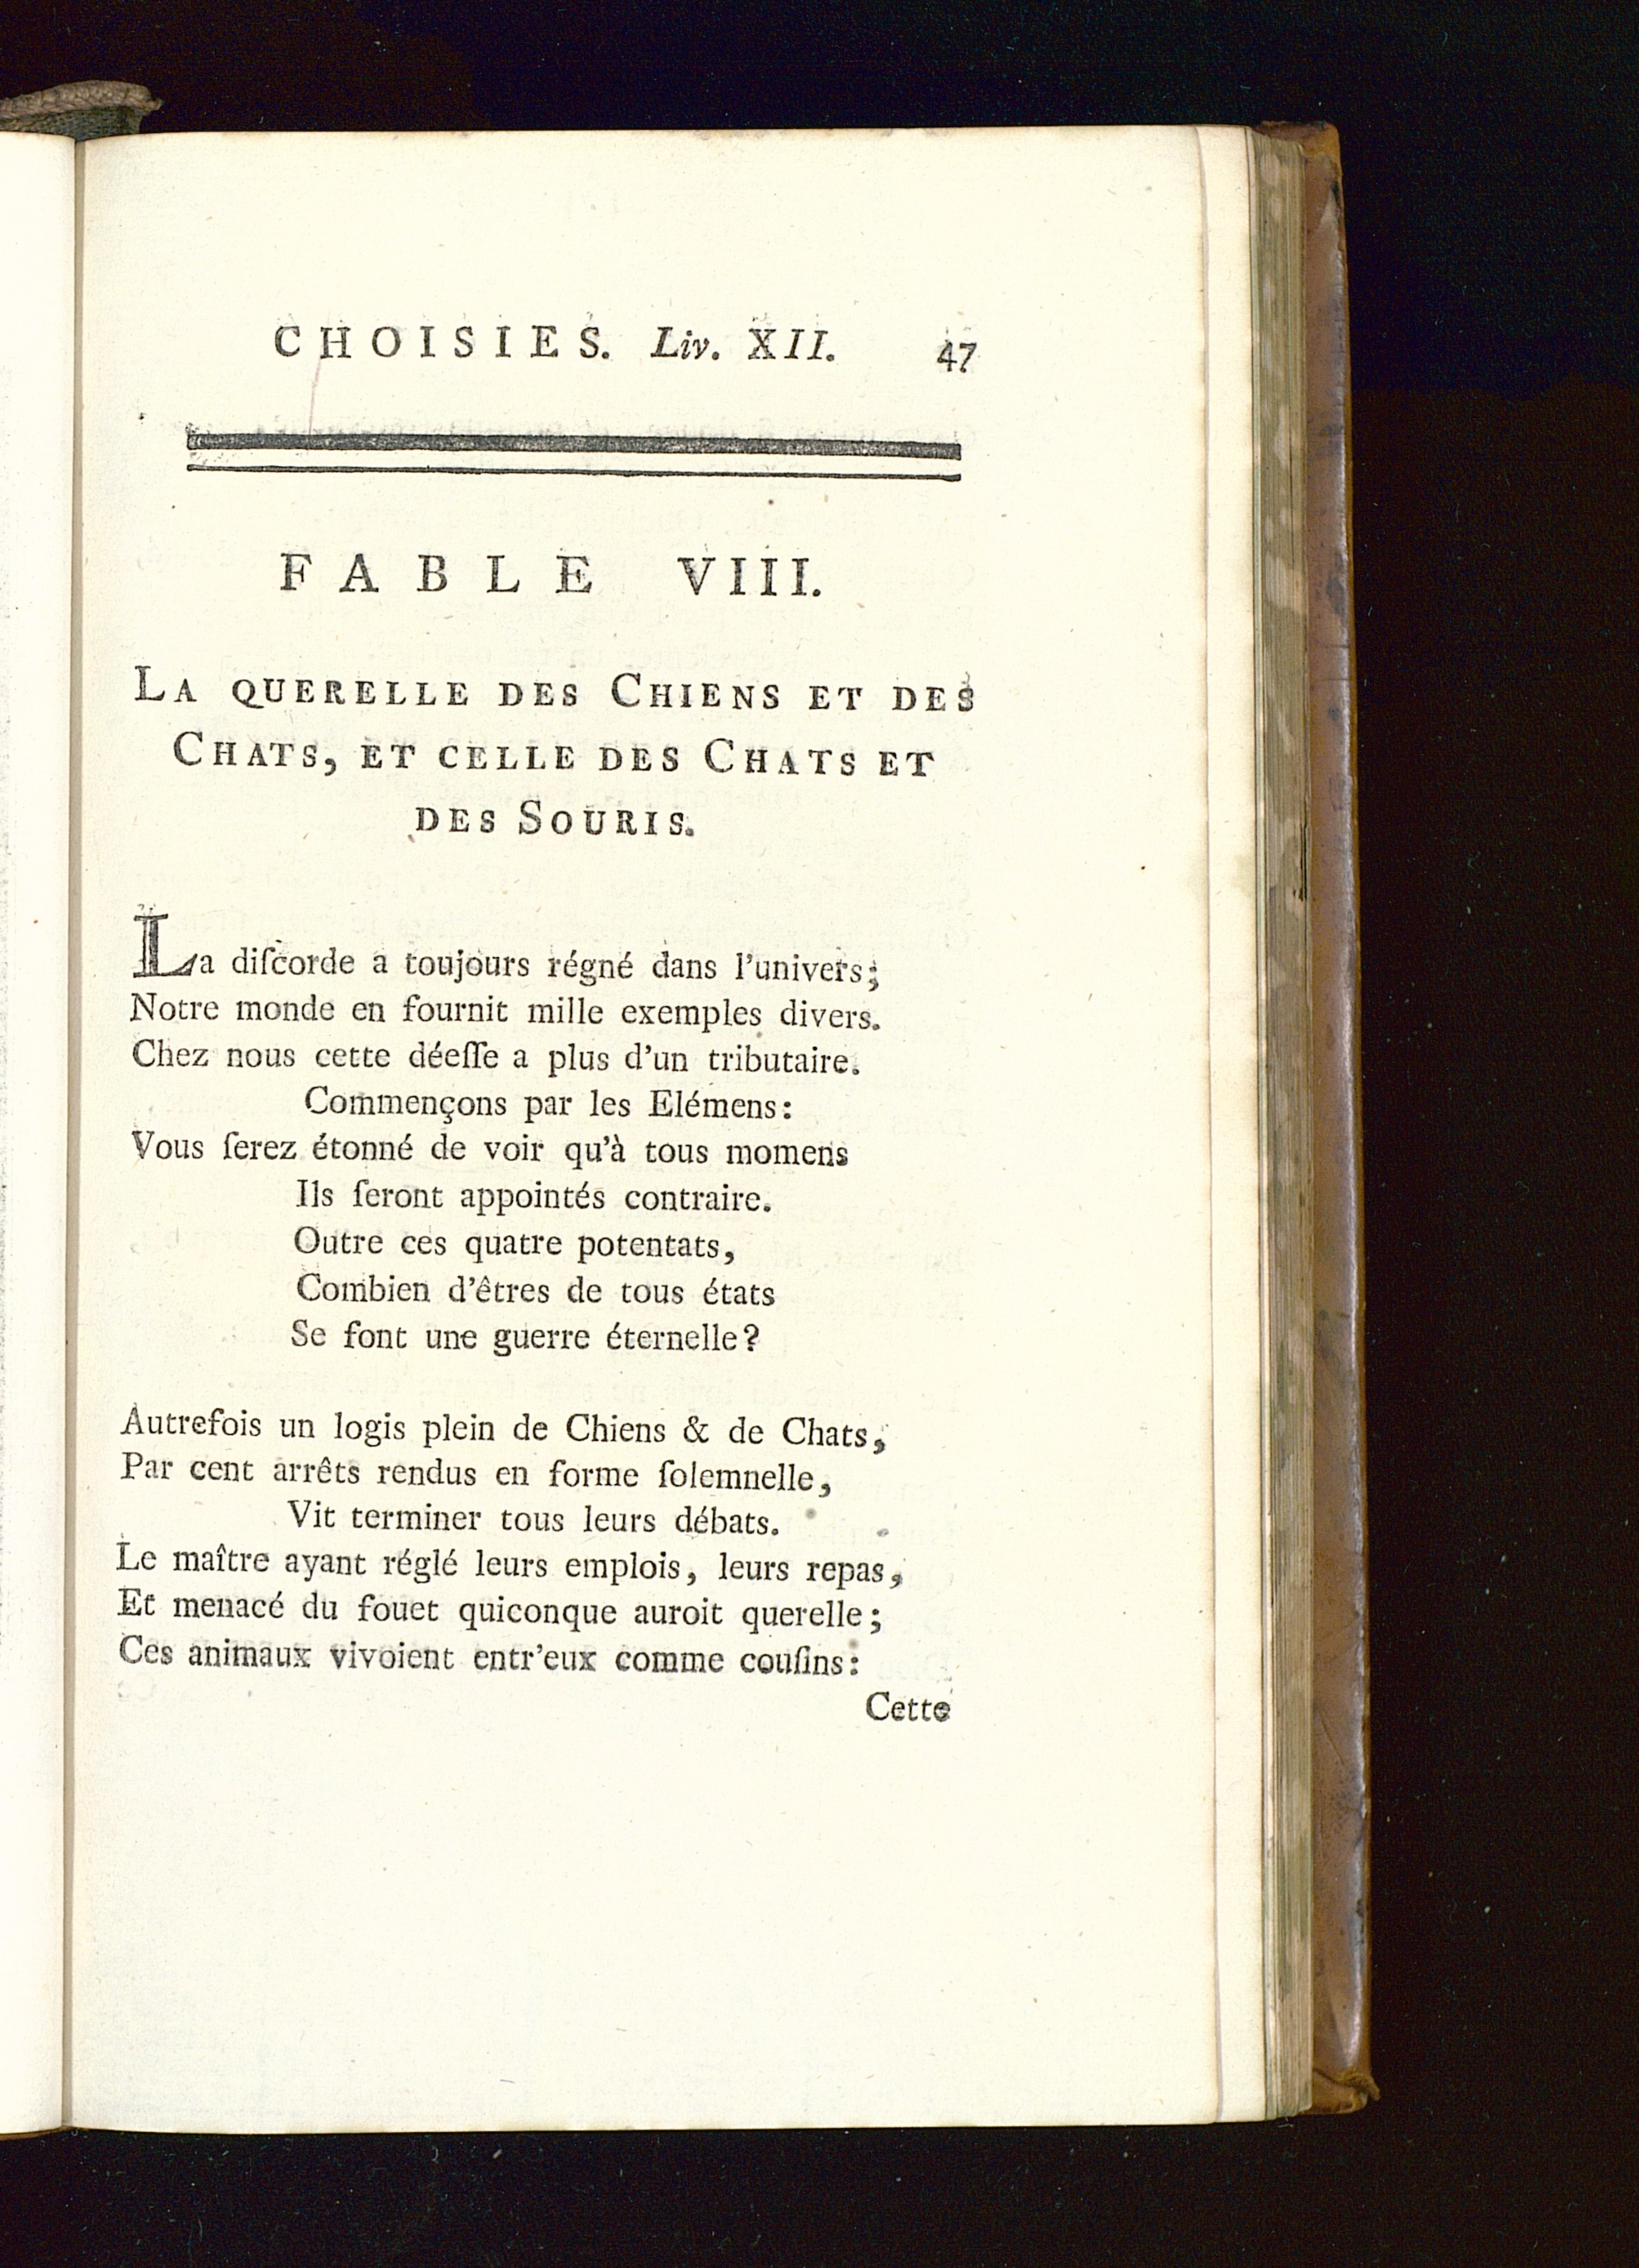 CHOISIES. Liv. XII. 47
FABLE VIII.
LA QUERELLE DES CHIENS ET DES
CHATS, ET CELLE DES CHATS ET
DES SOURIS.
La diſcorde a toujours régné dans l'univers;
Notre monde en fournit mille exemples divers.
Chez nous cette déeſſe a plus d'un tributaire.
Commençons par les Elémens:
Vous ſerez étonné de voir qu'à tous momens
Ils ſeront appointés contraire.
Outre ces quatre potentats,
Combien d'êtres de tous états
Se font une guerre éternelle?
Autrefois un logis plein de Chiens & de Chats,
Par cent arrêts rendus en forme ſolemnelle,
Vit terminer tous leurs débats.
Le maître ayant réglé leurs emplois, leurs repas,
Et menacé du fouet quiconque auroit querelle;
Ces animaux vivoient entr'eux comme couſins:
Cette